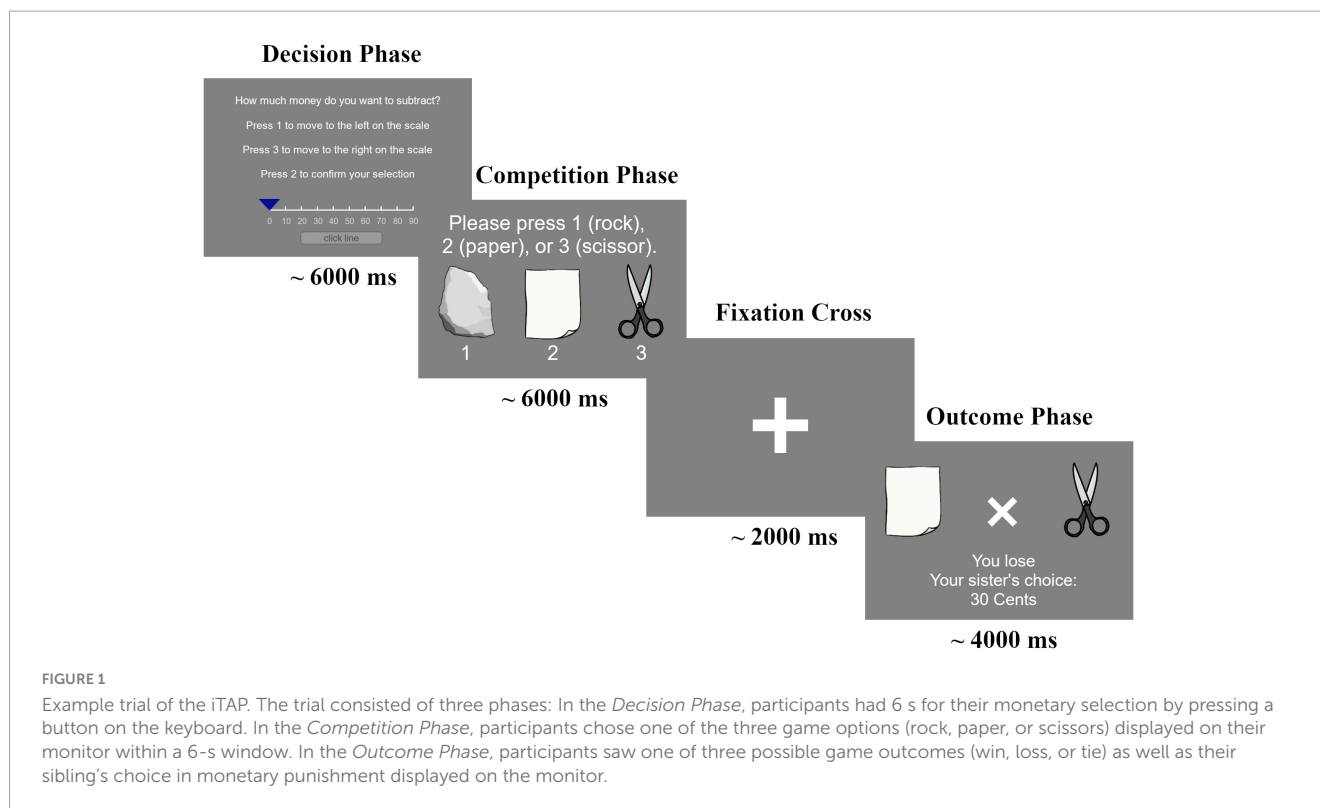 Decision Phase
How much money do you want to subtract?
Press 1 to move to the left on the scale
Press 3 to move to the right on the scale
Press 2 to confirm your selection
0 10 20 30 40 50 60 70 80 90
click line
~ 6000 ms
Competition Phase
Please press 1 (rock),
2 (paper), or 3 (scissor).
1 2 3
~ 6000 ms
Fixation Cross
~ 2000 ms
Outcome Phase
You lose
Your sister's choice:
30 Cents
~ 4000 ms
FIGURE 1
Example trial of the iTAP. The trial consisted of three phases: In the Decision Phase, participants had 6 s for their monetary selection by pressing a
button on the keyboard. In the Competition Phase, participants chose one of the three game options (rock, paper, or scissors) displayed on their
monitor within a 6-s window. In the Outcome Phase, participants saw one of three possible game outcomes (win, loss, or tie) as well as their
sibling's choice in monetary punishment displayed on the monitor.